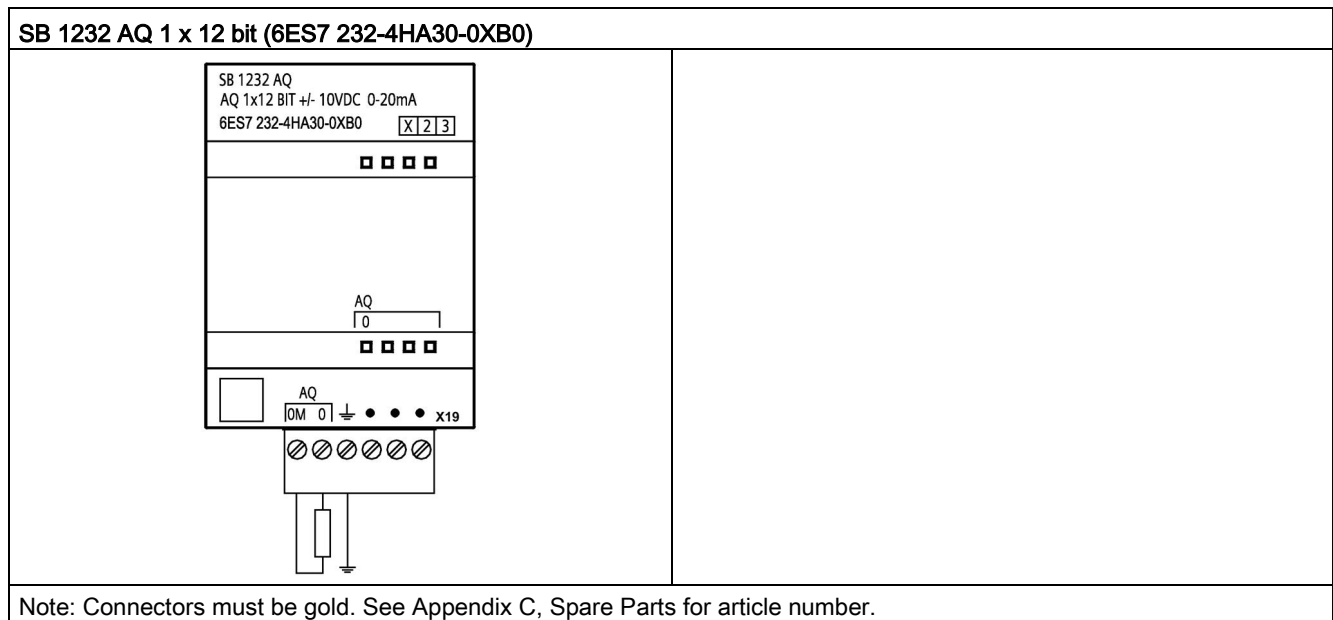 SB 1232 AQ 1 x 12 bit (6ES7 232-4HA30-0XB0)
SB 1232 AQ
AQ 1x12 BIT +/- 10VDC 0-20mA
6ES7 232-4HA30-0XB0 X 2 3
AQ
0
AQ
0M 0 X19
Note: Connectors must be gold. See Appendix C, Spare Parts for article number.